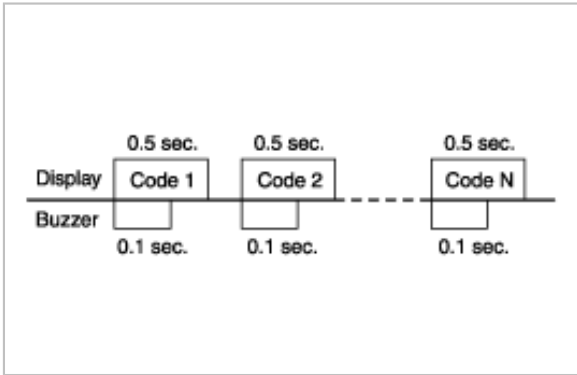 0.5 sec. 0.5 sec. 0.5 sec.
Display Code 1 Code 2 Code N
Buzzer
0.1 sec. 0.1 sec. 0.1 sec.